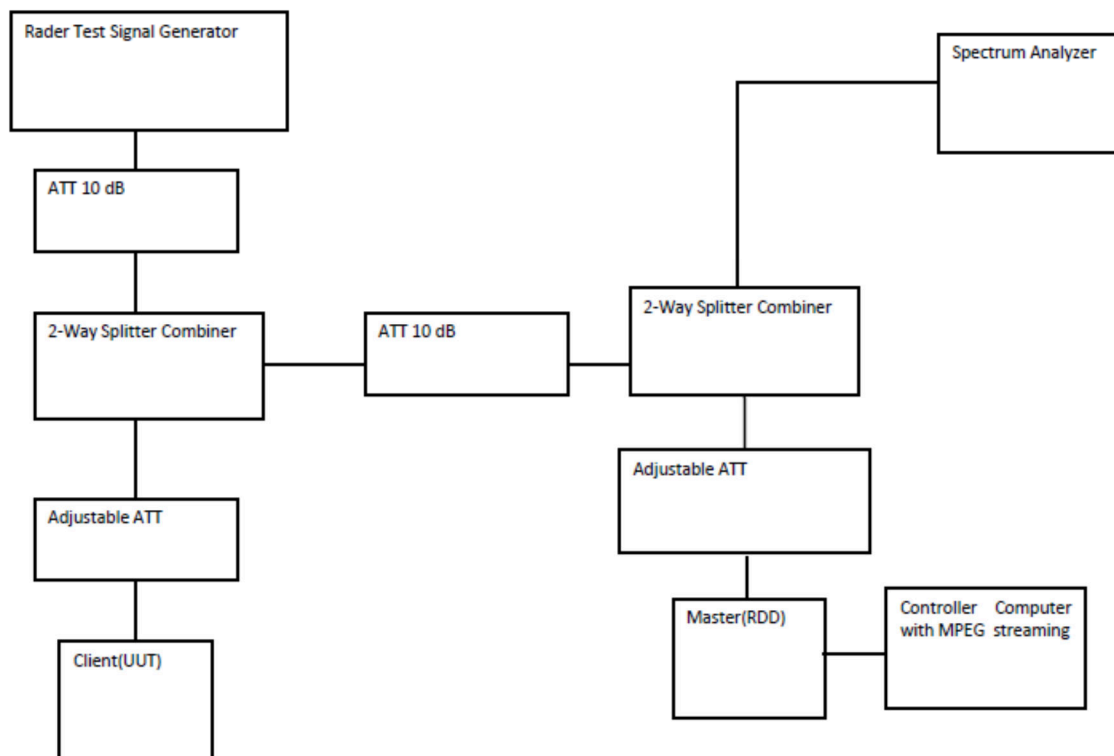 Rader Test Signal Generator
Spectrum Analyzer
ATT 10 dB
2-Way Splitter Combiner
ATT 10 dB
2-Way Splitter Combiner
Adjustable ATT
Adjustable ATT
Master(RDD)
Controller Computer
with MPEG streaming
Client(UUT)